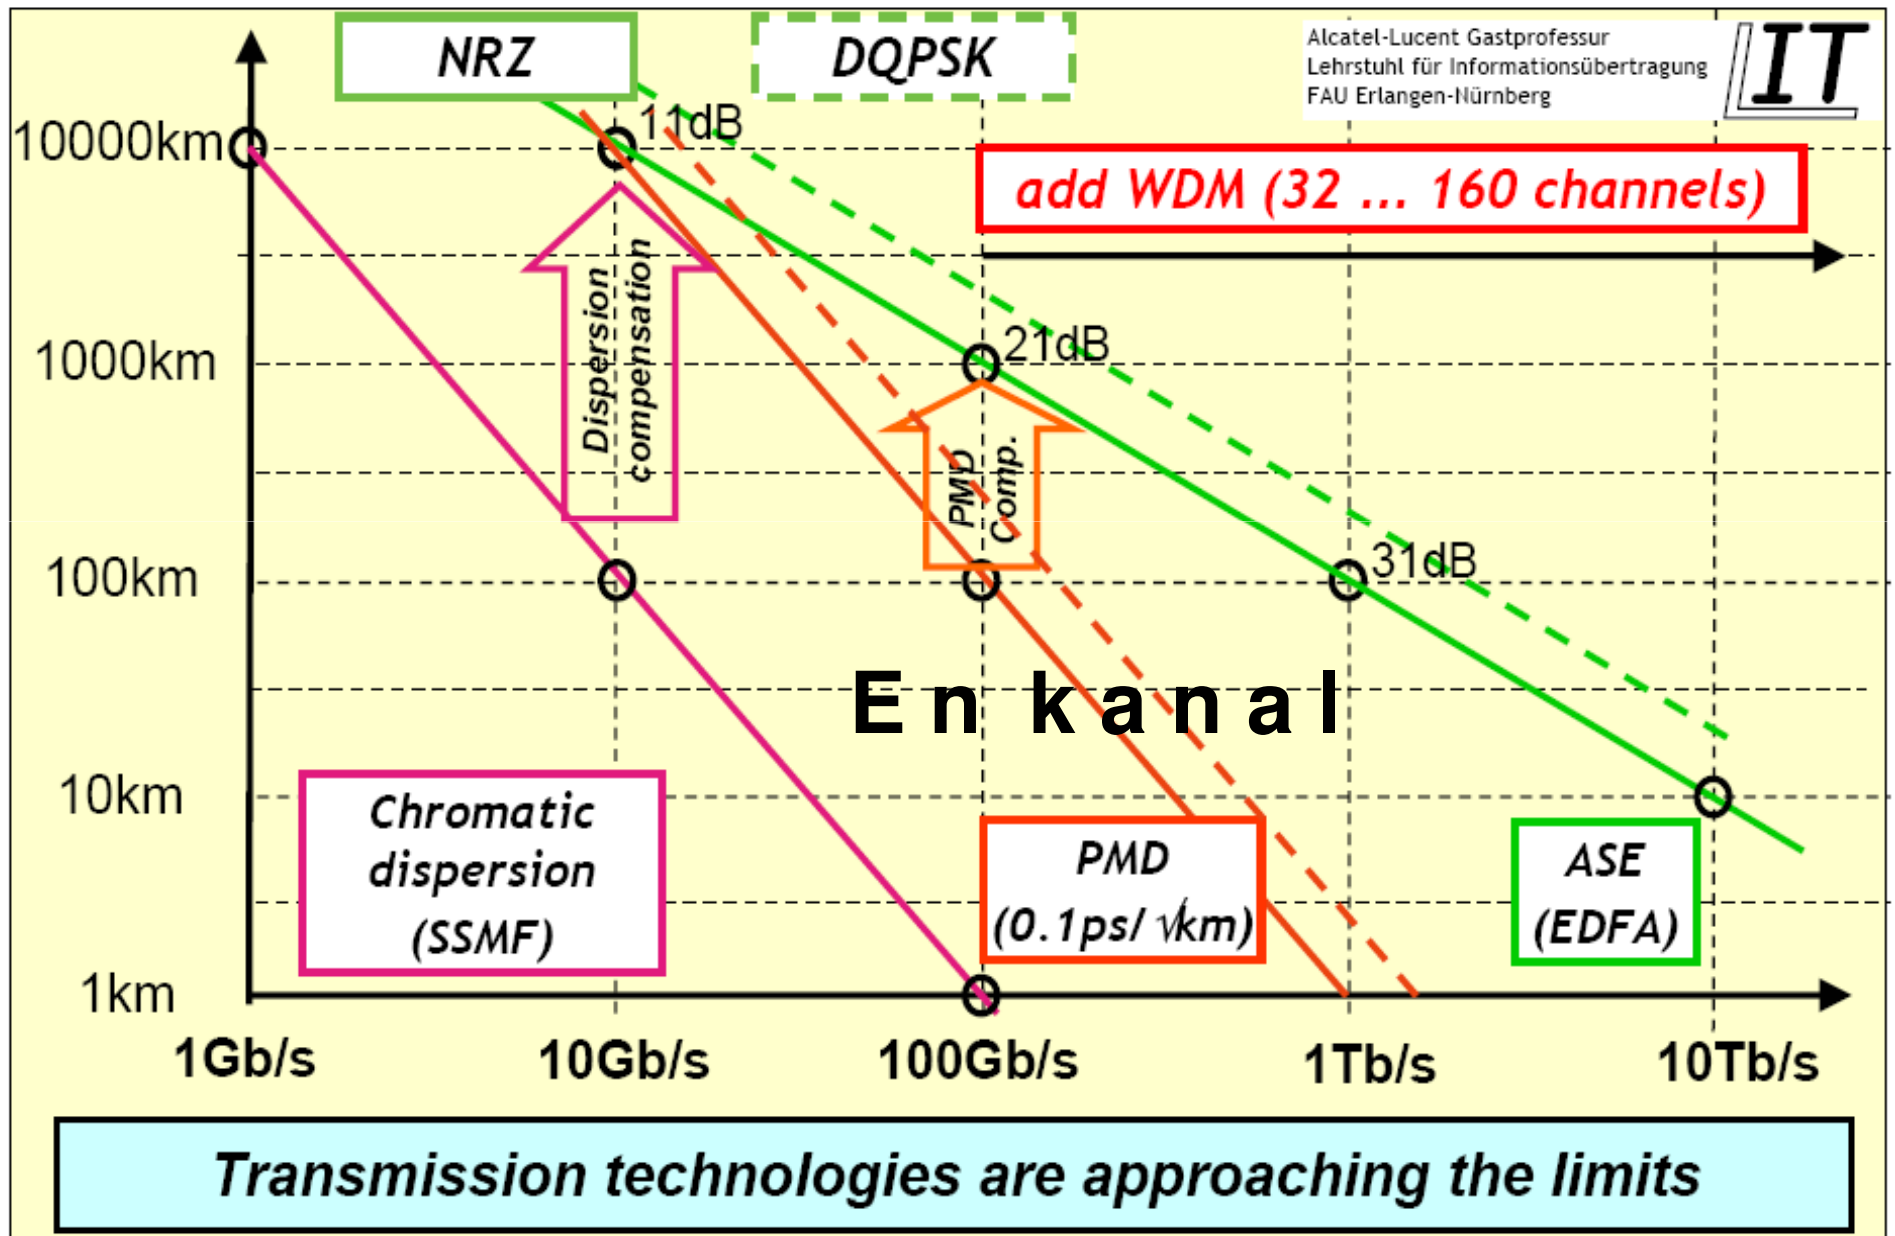 NRZ
DQPSK
Alcatel-Lucent Gastprofessur
Lehrstuhl für Informationsübertragung
FAU Erlangen-Nürnberg
LIT
10000km
11dB
add WDM (32 ... 160 channels)
Dispersion
compensation
1000km
21dB
PMD
Comp.
100km
31dB
En kanal
10km
Chromatic
dispersion
(SSMF)
PMD
(0.1ps/ √km)
ASE
(EDFA)
1km
1Gb/s
10Gb/s
100Gb/s
1Tb/s
10Tb/s
Transmission technologies are approaching the limits